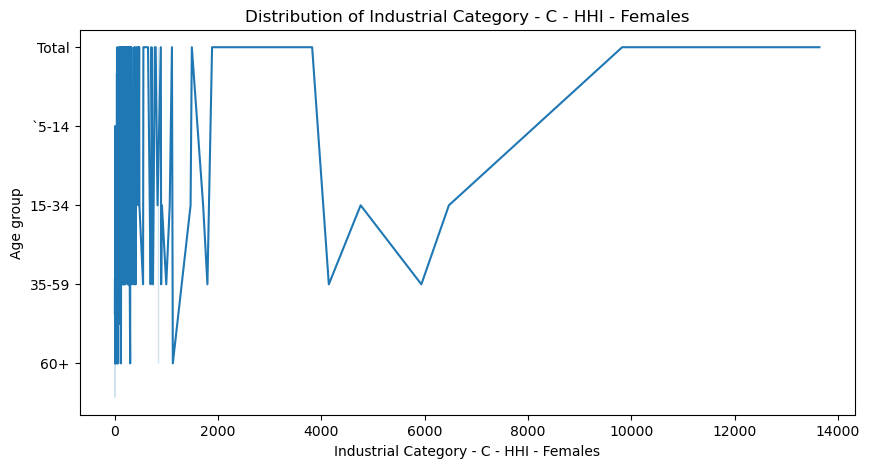 Distribution of Industrial Category - C - HHI - Females
Total
`5-14
15-34
35-59
60+
Age group
0 2000 4000 6000 8000 10000 12000 14000
Industrial Category - C - HHI - Females